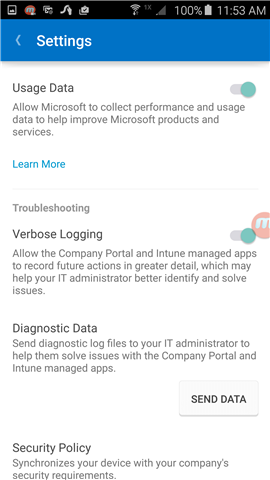 1X 100% 11:53 AM
Settings
Usage Data
Allow Microsoft to collect performance and usage
data to help improve Microsoft products and
services.
Learn More
Troubleshooting
Verbose Logging
Allow the Company Portal and Intune managed apps
to record future actions in greater detail, which may
help your IT administrator better identify and solve
issues.
Diagnostic Data
Send diagnostic log files to your IT administrator to
help them solve issues with the Company Portal and
Intune managed apps.
SEND DATA
Security Policy
Synchronizes your device with your company's
security requirements.